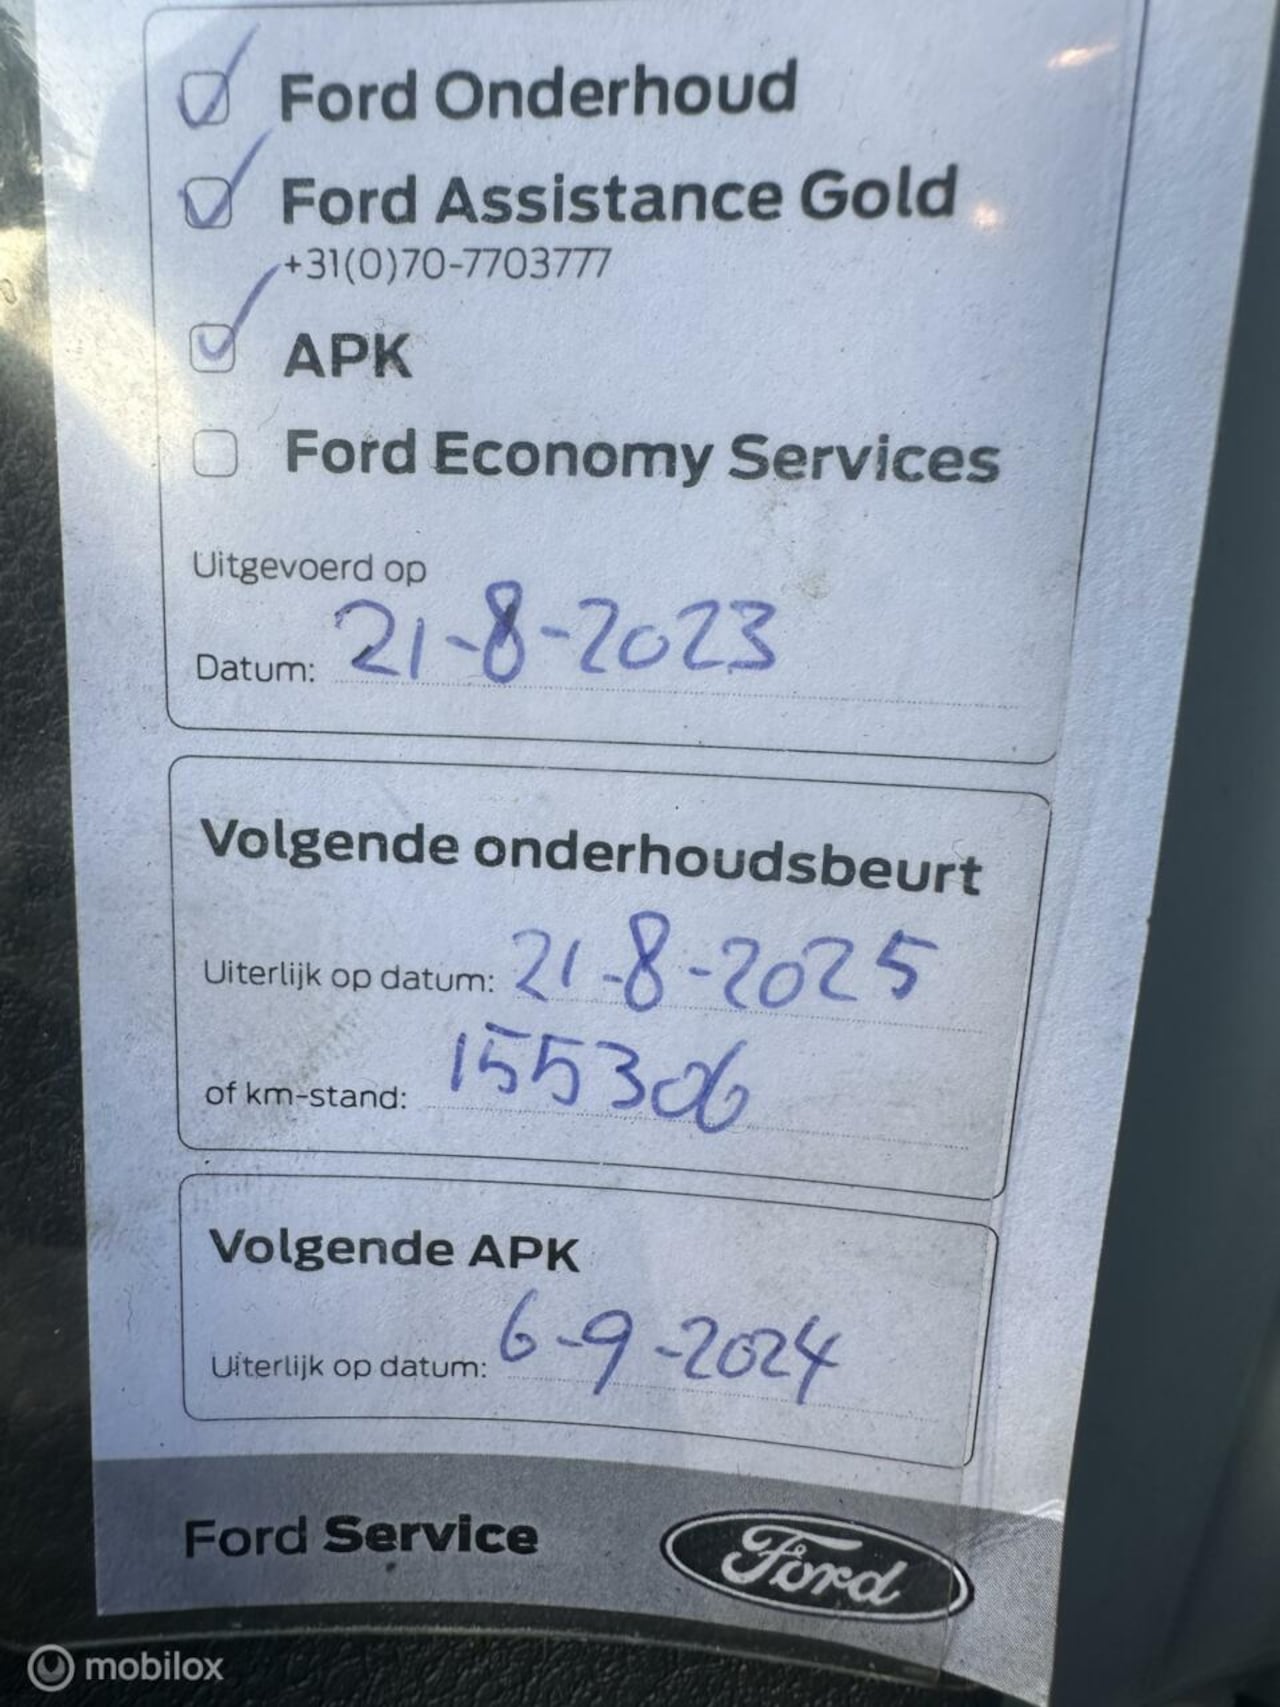 Ford Onderhoud
Ford Assistance Gold
+31(0)70-7703777
APK
Ford Economy Services
Uitgevoerd op
Datum: 21-8-2023
Volgende onderhoudsbeurt
Uiterlijk op datum: 21-8-2025
of km-stand: 155306
Volgende APK
Uiterlijk op datum: 6-9-2024
Ford Service
Ford
mobilox